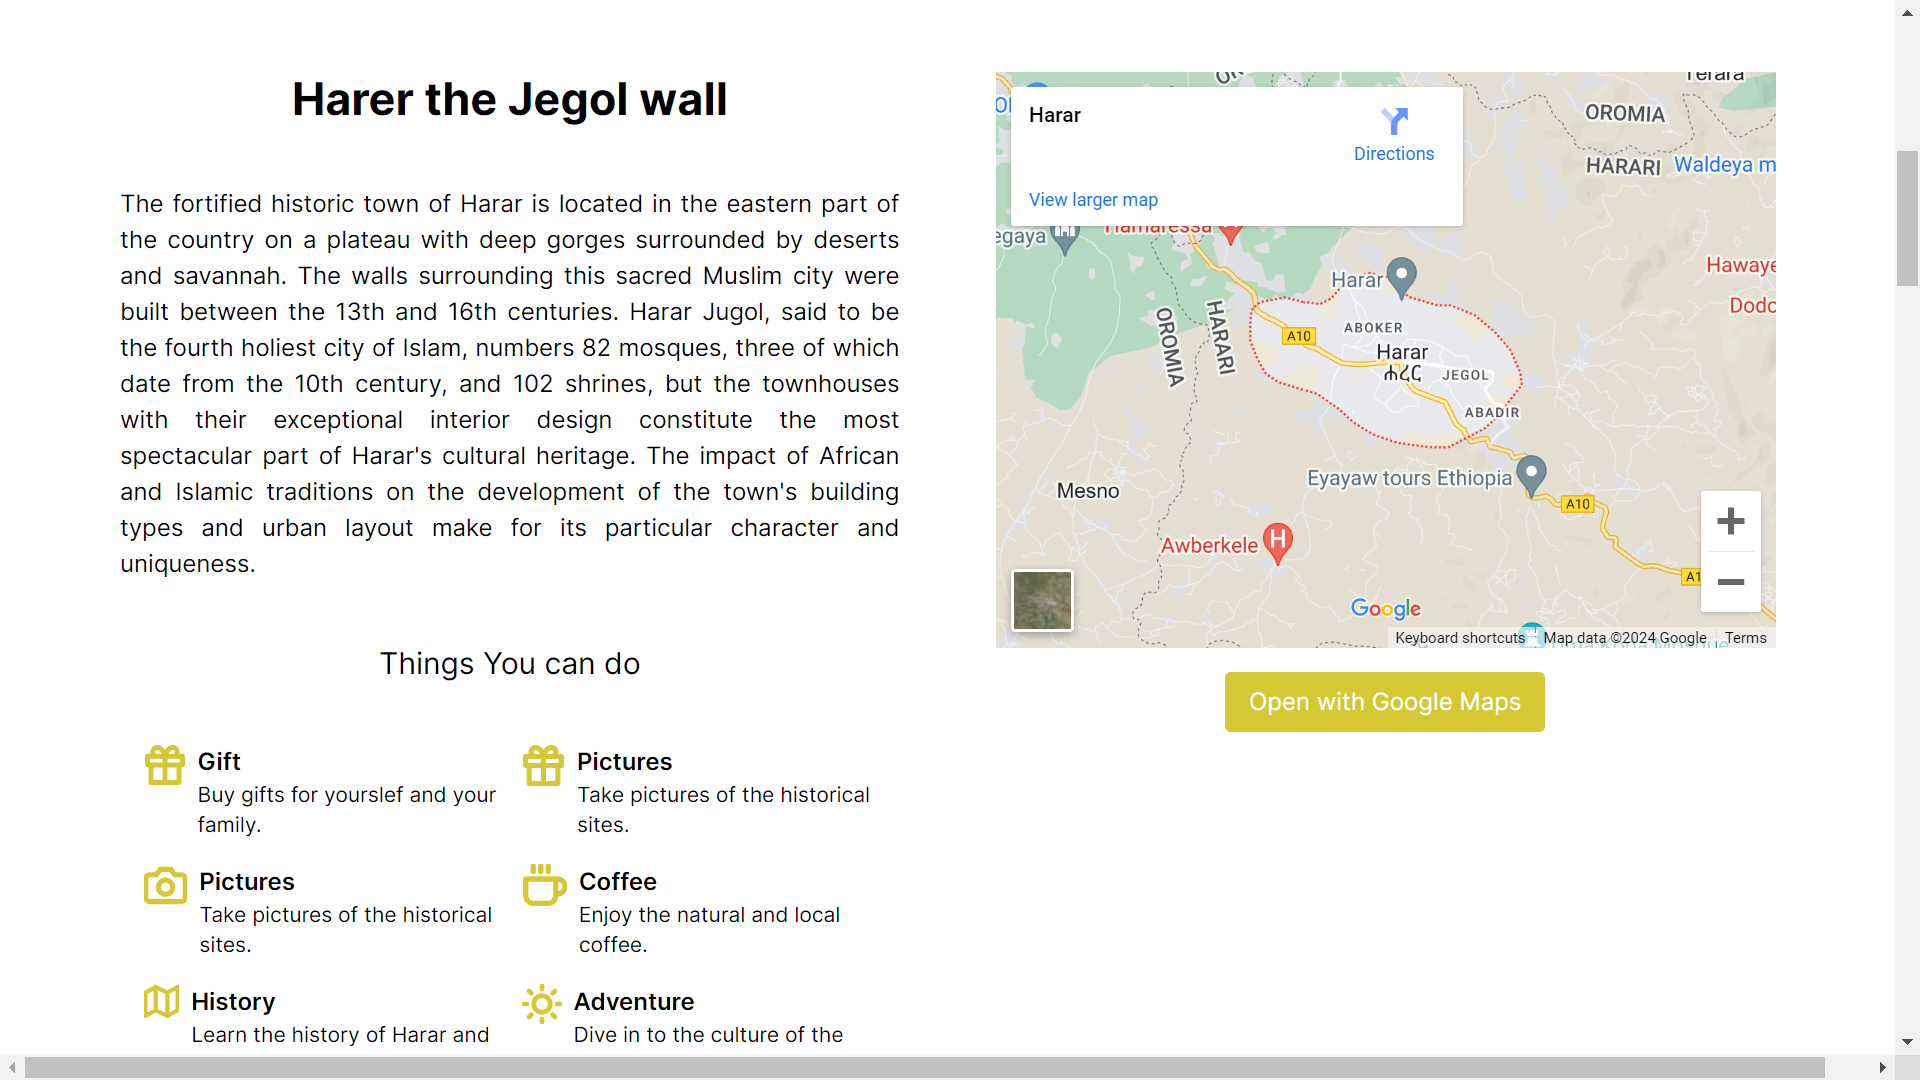 Harer the Jegol wall
The fortified historic town of Harar is located in the eastern part of
the country on a plateau with deep gorges surrounded by deserts
and savannah. The walls surrounding this sacred Muslim city were
built between the 13th and 16th centuries. Harar Jugol, said to be
the fourth holiest city of Islam, numbers 82 mosques, three of which
date from the 10th century, and 102 shrines, but the townhouses
with their exceptional interior design constitute the most
spectacular part of Harar's cultural heritage. The impact of African
and Islamic traditions on the development of the town's building
types and urban layout make for its particular character and
uniqueness.
Things You can do
Gift
Buy gifts for yourslef and your
family.
Pictures
Take pictures of the historical
sites.
Pictures
Take pictures of the historical
sites.
Coffee
Enjoy the natural and local
coffee.
History
Learn the history of Harar and
Adventure
Dive in to the culture of the
Harar
Directions
View larger map
Terara
OROMIA
HARARI
Waldeya m
egaya
Hamaressa
Hawaye
Dodo
Harar
OROMIA
HARARI
A10
ABOKER
Harar
ሐረር
JEGOL
ABADIR
Eyayaw tours Ethiopia
A10
Mesno
Awberkele
H
A1
Google
Keyboard shortcuts
Map data ©2024 Google
Terms
Open with Google Maps